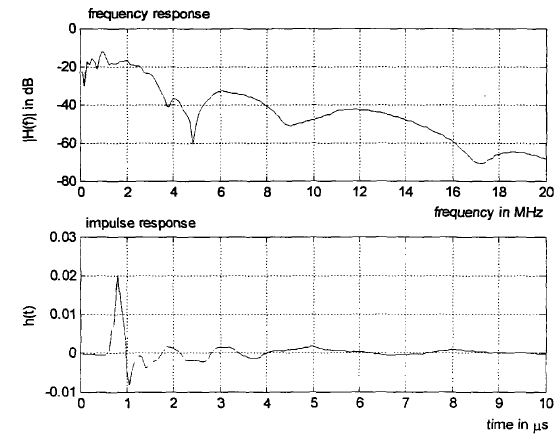 frequency response
|H(f)| in dB
0
-20
-40
-60
-80
0 2 4 6 8 10 12 14 16 18 20
frequency in MHz
impulse response
h(t)
0.03
0.02
0.01
0
-0.01
0 1 2 3 4 5 6 7 8 9 10
time in μs